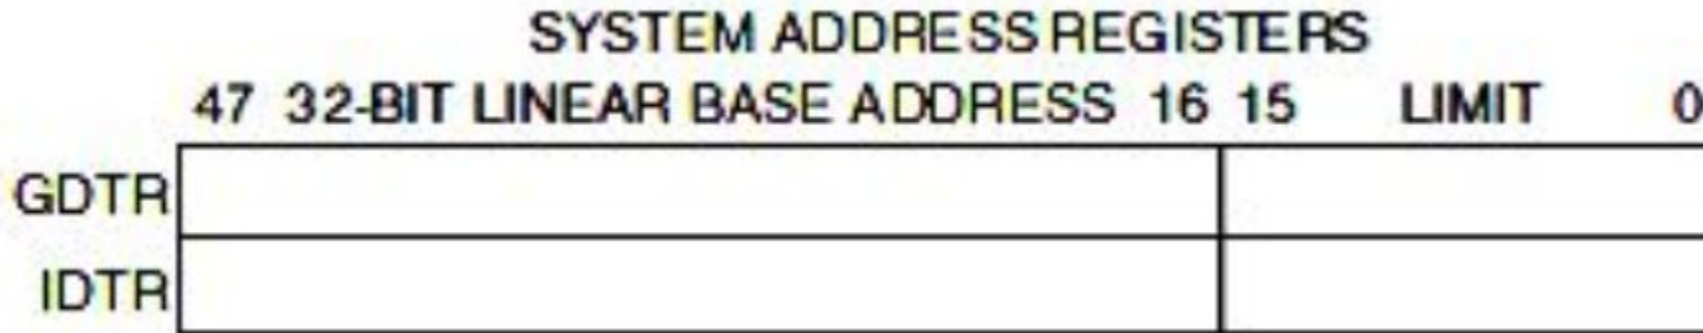 SYSTEM ADDRESS REGISTERS
47 32-BIT LINEAR BASE ADDRESS 16 15 LIMIT 0
GDTR
IDTR